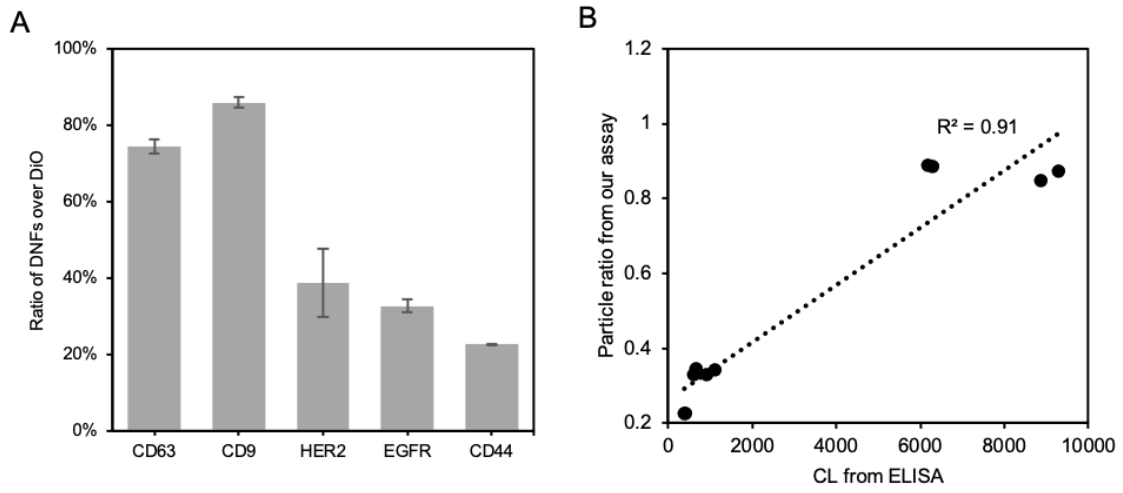 A
100%
80%
60%
40%
20%
0%
Ratio of DNFs over DiO
CD63 CD9 HER2 EGFR CD44
B
1.2
1
0.8
0.6
0.4
0.2
Particle ratio from our assay
R² = 0.91
0 2000 4000 6000 8000 10000
CL from ELISA